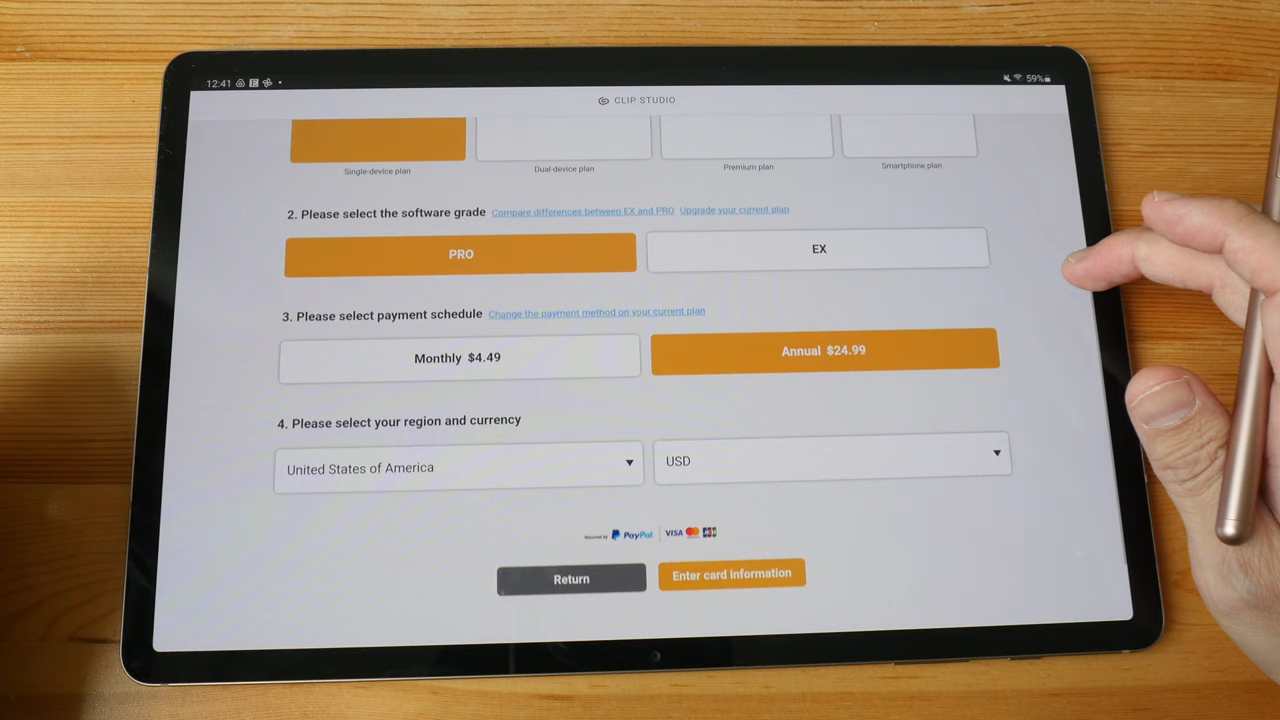 12:41
59%
CLIP STUDIO
Single-device plan
Dual-device plan
Premium plan
Smartphone plan
2. Please select the software grade Compare differences between EX and PRO Upgrade your current plan
PRO
EX
3. Please select payment schedule Change the payment method on your current plan
Monthly $4.49
Annual $24.99
4. Please select your region and currency
United States of America
USD
Secured by PayPal VISA
Return
Enter card information